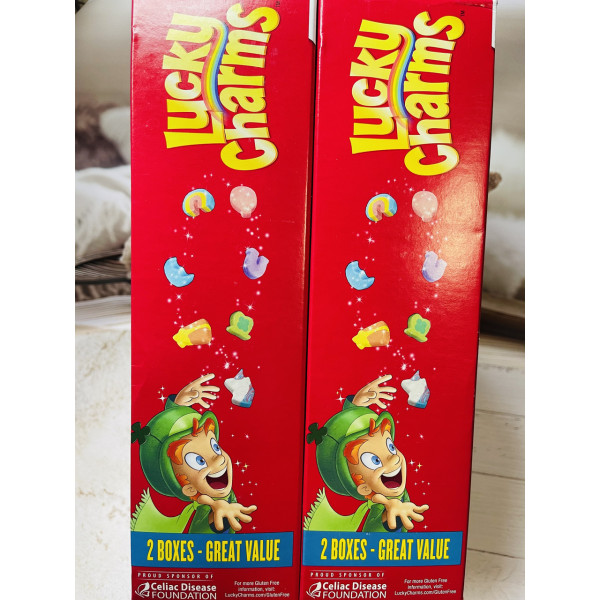 Lucky
Charms
2 BOXES - GREAT VALUE
PROUD SPONSOR OF
Celiac Disease
FOUNDATION
For more Gluten Free
information, visit:
LuckyCharms.com/GlutenFree
Lucky
Charms
2 BOXES - GREAT VALUE
PROUD SPONSOR OF
Celiac Disease
FOUNDATION
For more Gluten Free
information, visit:
LuckyCharms.com/GlutenFree